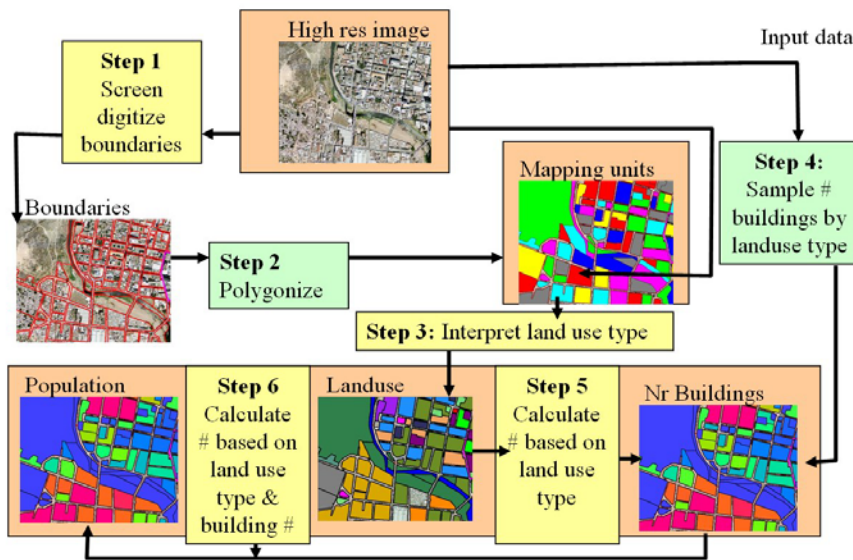 High res image
Input data
Step 1
Screen
digitize
boundaries
Step 4:
Sample #
buildings by
landuse type
Mapping units
Boundaries
Step 2
Polygonize
Step 3: Interpret land use type
Population
Step 6
Calculate
# based on
land use
type &
building #
Landuse
Step 5
Calculate
# based on
land use
type
Nr Buildings